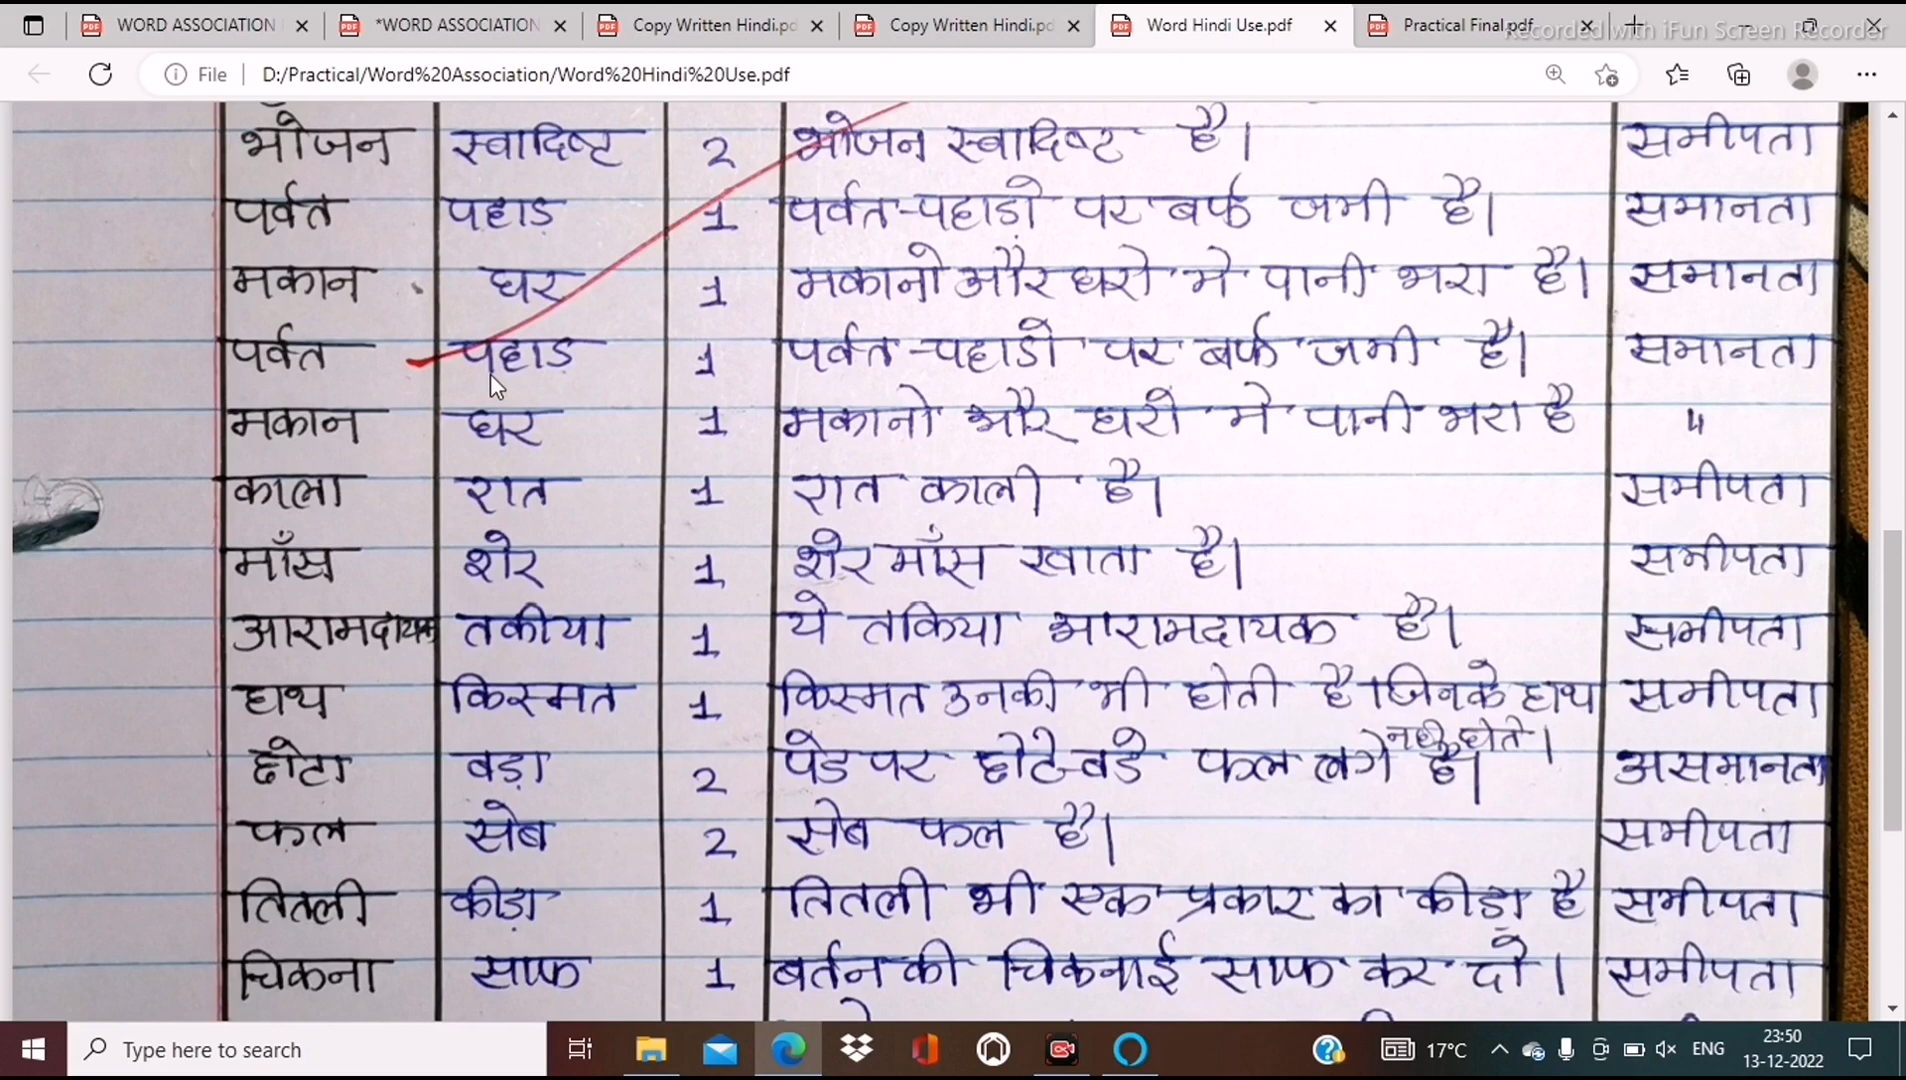 WORD ASSOCIATION
*WORD ASSOCIATION
Copy Written Hindi.pd
Copy Written Hindi.pd
Word Hindi Use.pdf
Practical Final.pdf
Recorded with iFun Screen Recorder
File D:/Practical/Word%20Association/Word%20Hindi%20Use.pdf
भोजन स्वादिष्ट 2 भोजन स्वादिष्ट है। समीपता
पर्वत पहाड़ 1 पर्वत-पहाड़ो पर बर्फ जमी है। समानता
मकान घर 1 मकानो और घरो मे पानी भरा है। समानता
पर्वत पहाड़ 1 पर्वत-पहाडो पर बर्फ जमी है। समानता
मकान घर 1 मकानो और घरो मे पानी भरा है "
काला रात 1 रात काली है। समीपता
माँस शेर 1 शेर माँस खाता है। समीपता
आरामदायक तकीया 1 ये तकिया आरामदायक है। समीपता
हाथ किस्मत 1 किस्मत उनकी भी होती है जिनके हाथ समीपता
नही होते।
छोटा बड़ा 2 पेड पर छोटे-बडे फल लगे है। असमानता
फल सेब 2 सेब फल है। समीपता
तितली कीड़ा 1 तितली भी एक प्रकार का कीड़ा है समीपता
चिकना साफ 1 बर्तन की चिकनाई साफ कर दो। समीपता
Type here to search
17°C
ENG
23:50
13-12-2022